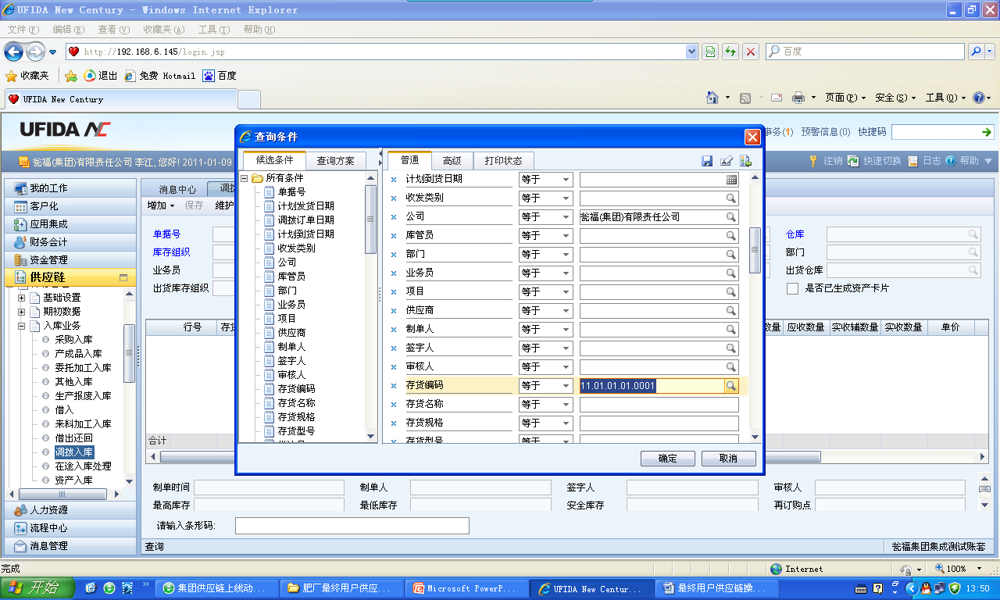 UFIDA New Century - Windows Internet Explorer
文件(F) 编辑(E) 查看(V) 收藏夹(A) 工具(T) 帮助(H)
http://192.168.6.145/login.jsp 百度
收藏夹 退出 免费 Hotmail 百度
UFIDA New Century 页面(P) 安全(S) 工具(O)
UFIDA NC 事务(1) 预警信息(0) 快捷码
瓮福(集团)有限责任公司 李江, 您好! 2011-01-09 注销 快速切换 日志 帮助
我的工作
客户化
应用集成
财务会计
资金管理
供应链
基础设置
期初数据
入库业务
采购入库
产成品入库
委托加工入库
其他入库
生产报废入库
借入
来料加工入库
借出还回
调拨入库
在途入库处理
资产入库
人力资源
流程中心
消息管理
消息中心 调拨
增加 保存 维护
单据号
库存组织
业务员
出货库存组织
仓库
部门
出货仓库
是否已生成资产卡片
行号 存货 数量 应收数量 实收辅数量 实收数量 单价
合计
查询条件
候选条件 查询方案
所有条件
单据号
计划发货日期
调拨订单日期
计划到货日期
收发类别
公司
库管员
部门
业务员
项目
供应商
制单人
签字人
审核人
存货编码
存货名称
存货规格
存货型号
普通 高级 打印状态
计划到货日期 等于
收发类别 等于
公司 等于 瓮福(集团)有限责任公司
库管员 等于
部门 等于
业务员 等于
项目 等于
供应商 等于
制单人 等于
签字人 等于
审核人 等于
存货编码 等于 11.01.01.01.0001
存货名称 等于
存货规格 等于
存货型号 等于
确定 取消
制单时间 制单人 签字人 审核人
最高库存 最低库存 安全库存 再订购点
请输入条形码:
查询 瓮福集团集成测试账套
完成 Internet 100%
开始 集团供应链上线动... 肥厂最终用户供应... Microsoft PowerP... UFIDA New Centur... 最终用户供应链操... 13:50